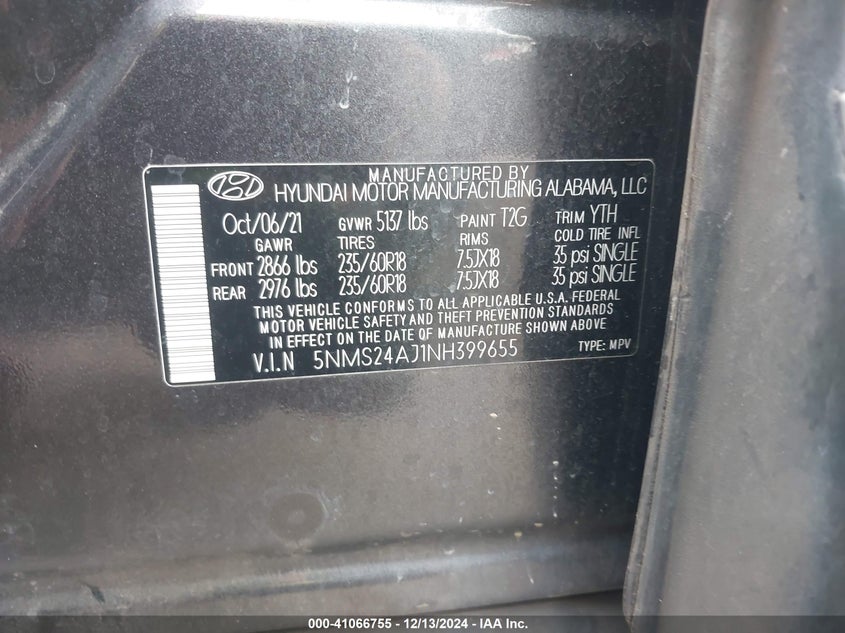 MANUFACTURED BY
HYUNDAI MOTOR MANUFACTURING ALABAMA, LLC
Oct/06/21 GVWR 5137 lbs PAINT T2G TRIM YTH
GAWR TIRES RIMS COLD TIRE INFL
FRONT 2866 lbs 235/60R18 7.5JX18 35 psi SINGLE
REAR 2976 lbs 235/60R18 7.5JX18 35 psi SINGLE
THIS VEHICLE CONFORMS TO ALL APPLICABLE U.S.A. FEDERAL
MOTOR VEHICLE SAFETY AND THEFT PREVENTION STANDARDS
IN EFFECT ON THE DATE OF MANUFACTURE SHOWN ABOVE
V.I.N 5NMS24AJ1NH399655 TYPE: MPV
000-41066755 - 12/13/2024 - IAA Inc.